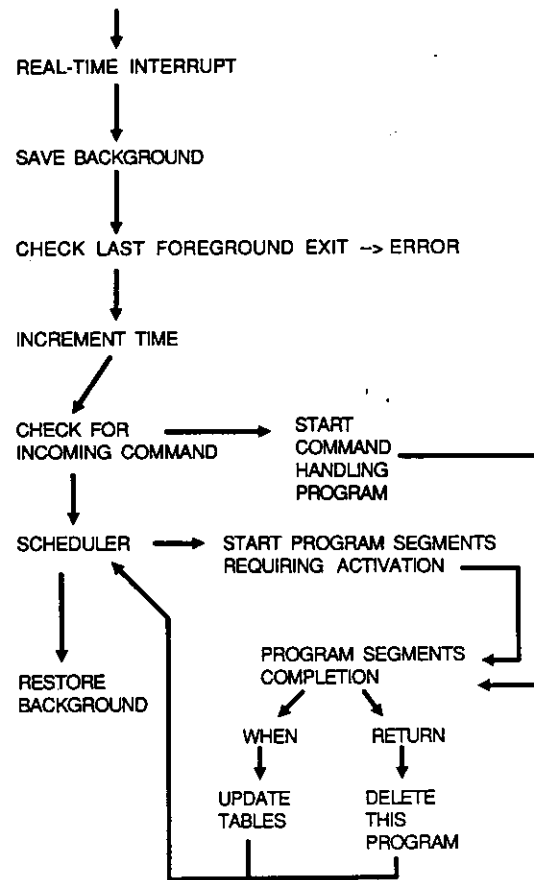 REAL-TIME INTERRUPT
SAVE BACKGROUND
CHECK LAST FOREGROUND EXIT --> ERROR
INCREMENT TIME
CHECK FOR
INCOMING COMMAND
START
COMMAND
HANDLING
PROGRAM
SCHEDULER
START PROGRAM SEGMENTS
REQUIRING ACTIVATION
RESTORE
BACKGROUND
PROGRAM SEGMENTS
COMPLETION
WHEN
RETURN
UPDATE
TABLES
DELETE
THIS
PROGRAM